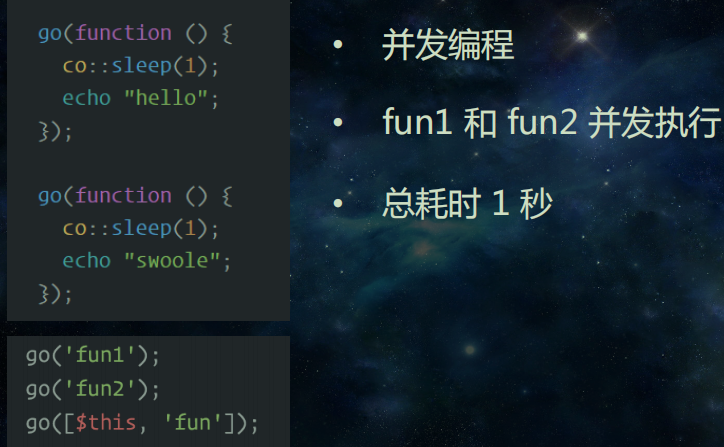 go(function () {
co::sleep(1);
echo "hello";
});
go(function () {
co::sleep(1);
echo "swoole";
});
go('fun1');
go('fun2');
go([$this, 'fun']);
• 并发编程
• fun1 和 fun2 并发执行
• 总耗时 1 秒